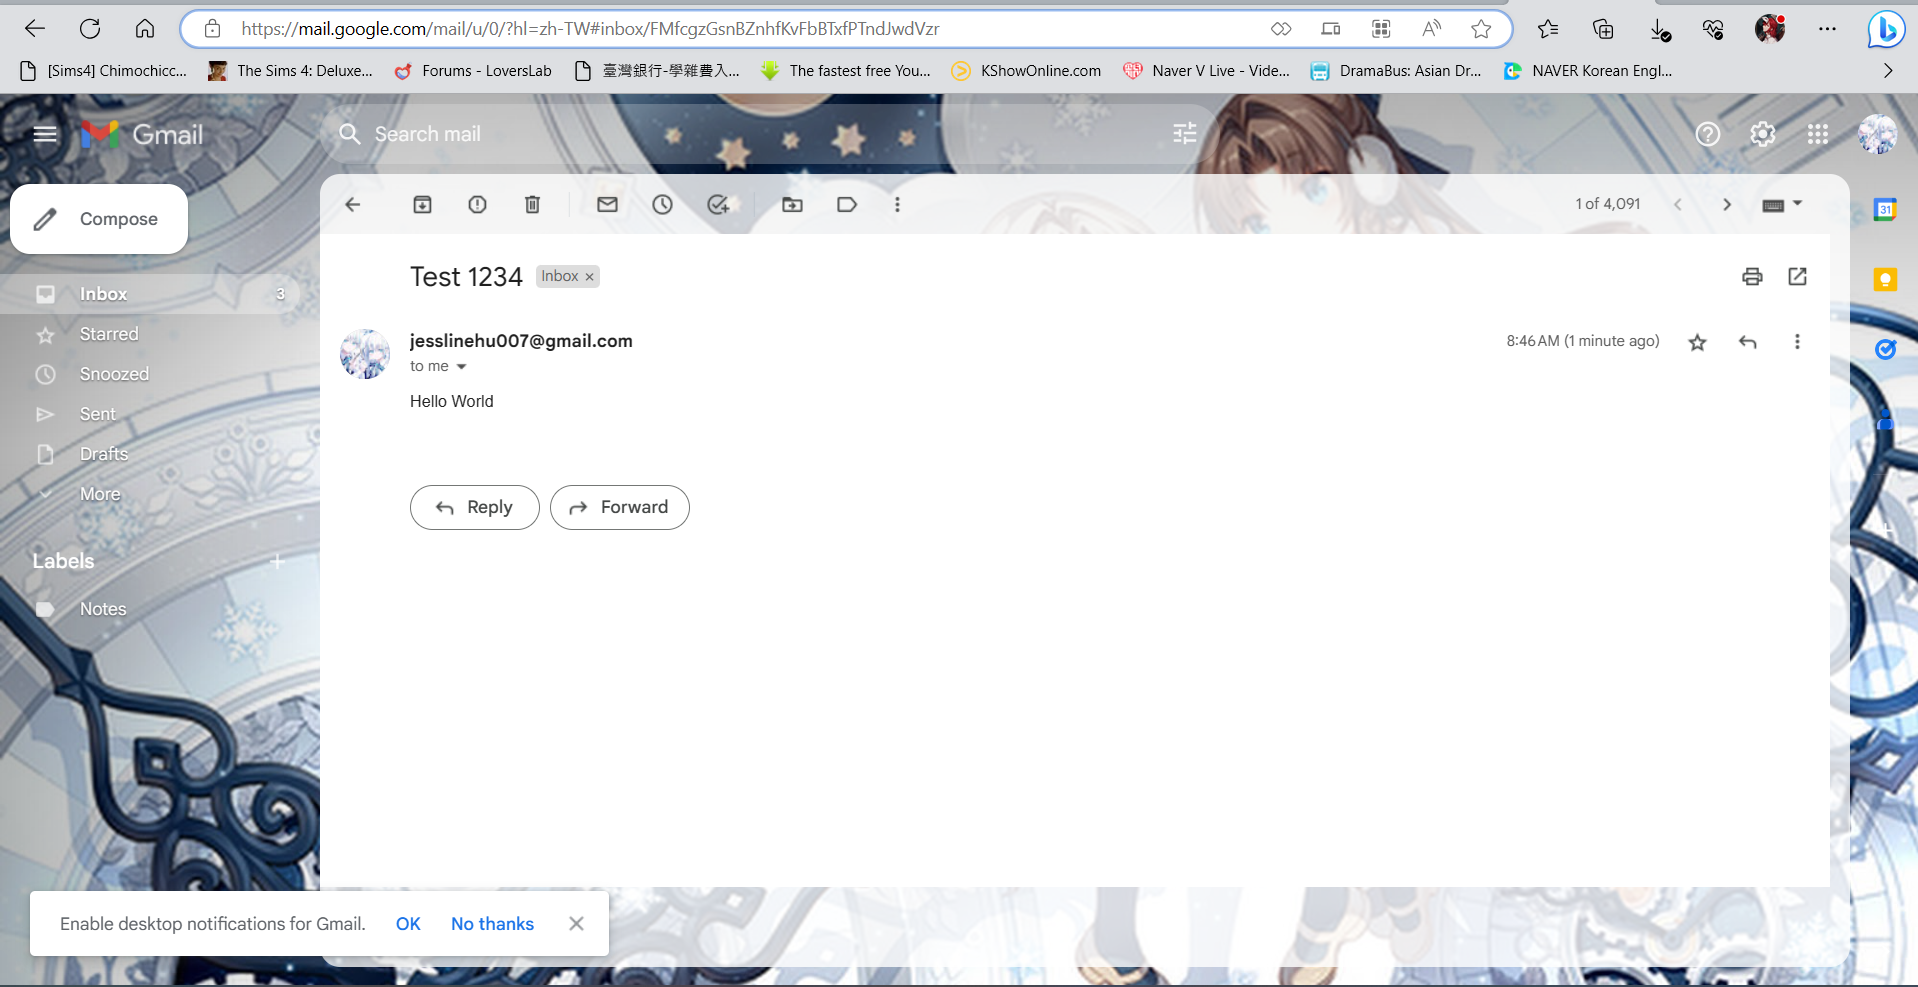 https://mail.google.com/mail/u/0/?hl=zh-TW#inbox/FMfcgzGsnBZnhfKvFbBTxfPTndJwdVzr
[Sims4] Chimochicc...
The Sims 4: Deluxe...
Forums - LoversLab
臺灣銀行-學雜費入...
The fastest free You...
KShowOnline.com
Naver V Live - Vide...
DramaBus: Asian Dr...
NAVER Korean Engl...
Gmail
Search mail
Compose
1 of 4,091
Inbox
3
Starred
Snoozed
Sent
Drafts
More
Labels
Notes
Test 1234
Inbox ×
jesslinehu007@gmail.com
8:46 AM (1 minute ago)
to me
Hello World
Reply
Forward
31
Enable desktop notifications for Gmail.
OK
No thanks